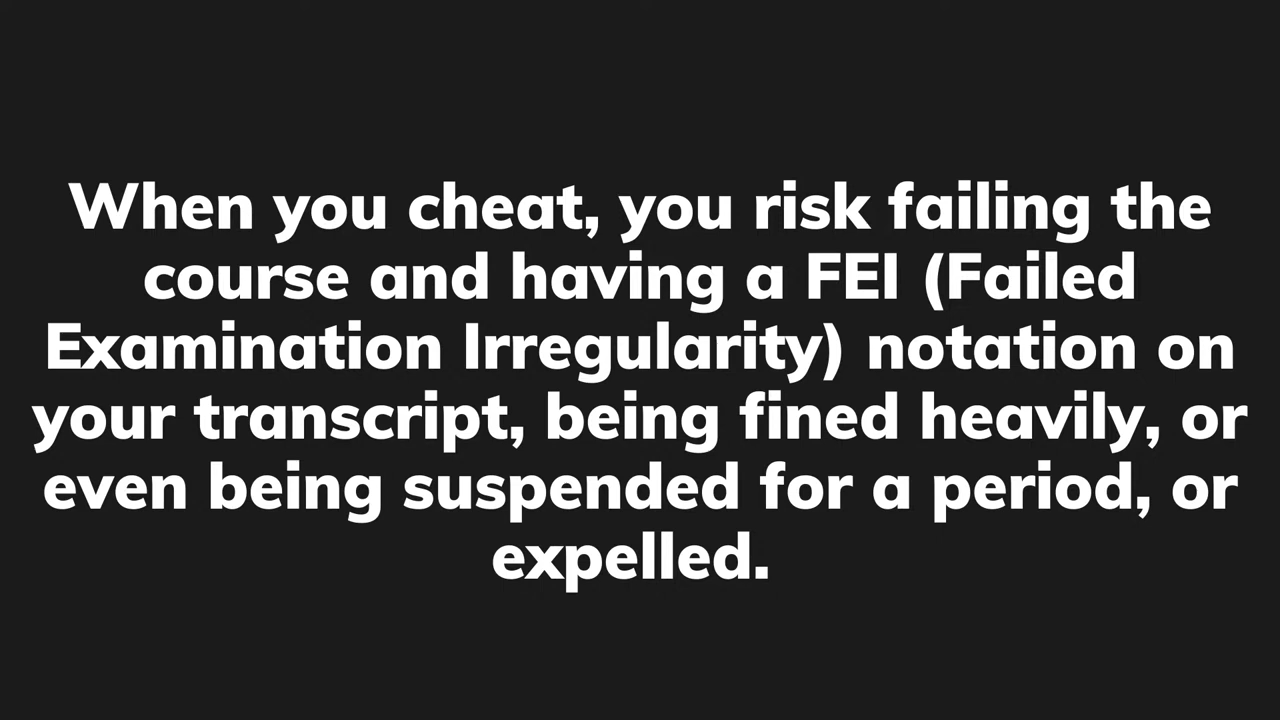 When you cheat, you risk failing the
course and having a FEI (Failed
Examination Irregularity) notation on
your transcript, being fined heavily, or
even being suspended for a period, or
expelled.